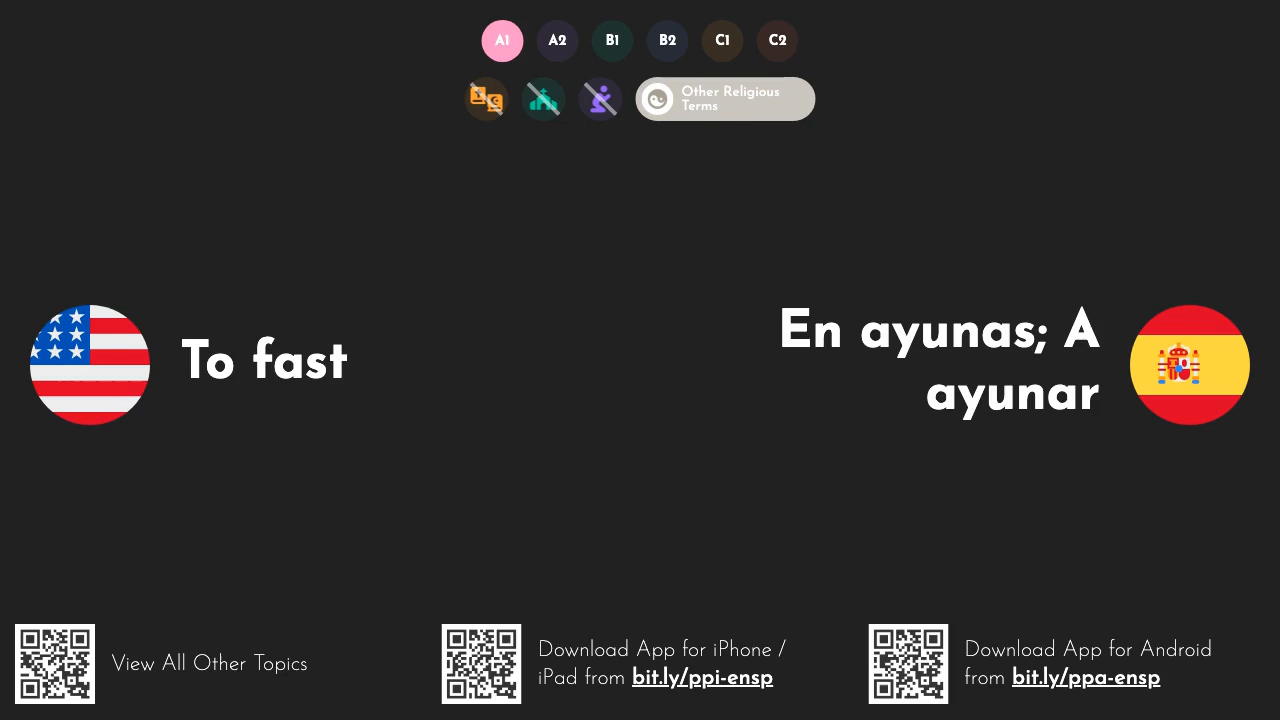 A1 A2 B1 B2 C1 C2
Other Religious
Terms
To fast
En ayunas; A
ayunar
View All Other Topics
Download App for iPhone /
iPad from bit.ly/ppi-ensp
Download App for Android
from bit.ly/ppa-ensp